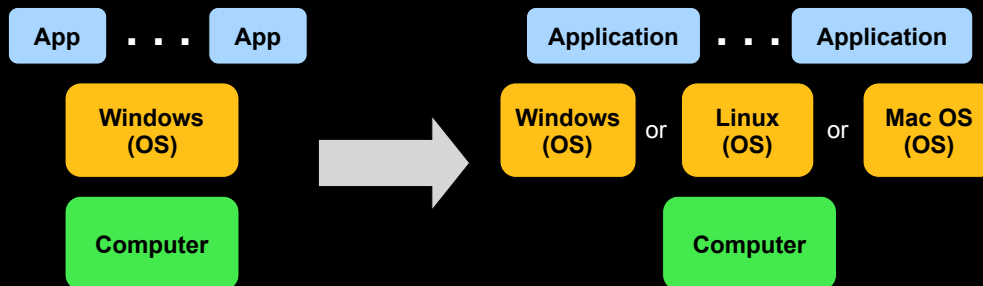 App . . . App
Windows
(OS)
Computer
Application . . . Application
Windows
(OS)
or
Linux
(OS)
or
Mac OS
(OS)
Computer